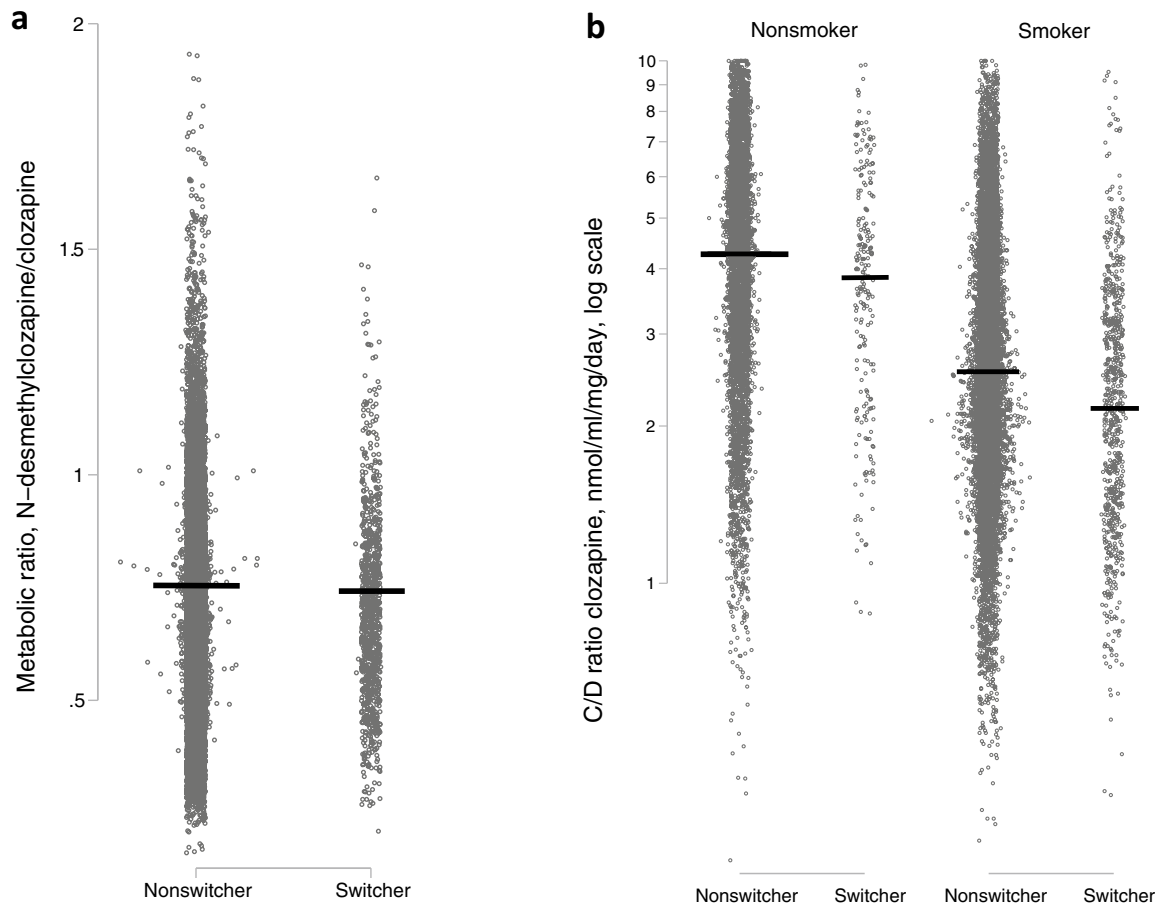 a
Metabolic ratio, N−desmethylclozapine/clozapine
2
1.5
1
.5
Nonswitcher
Switcher
b
C/D ratio clozapine, nmol/ml/mg/day, log scale
Nonsmoker
Smoker
10
9
8
7
6
5
4
3
2
1
Nonswitcher
Switcher
Nonswitcher
Switcher